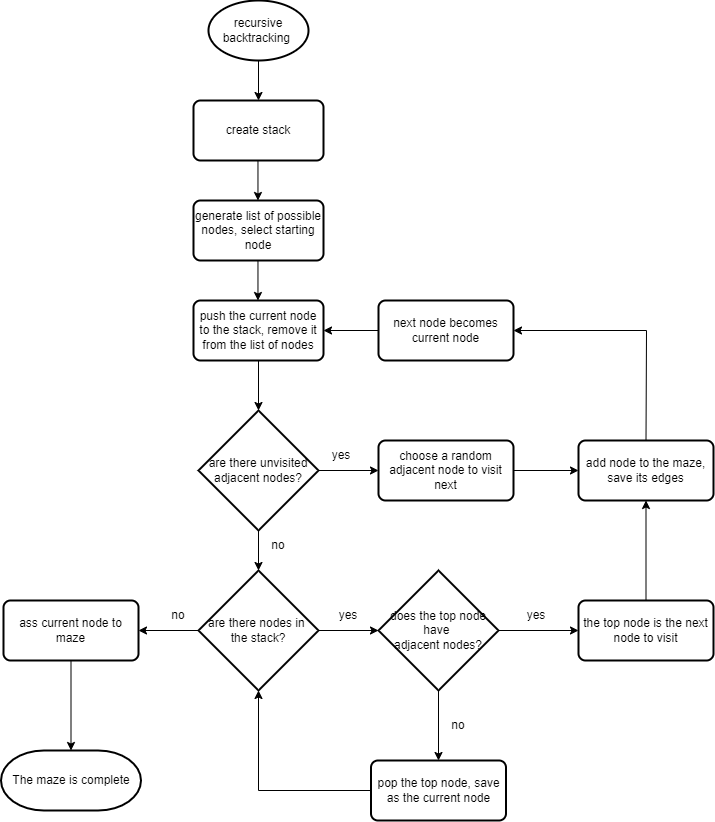 recursive
backtracking
create stack
generate list of possible
nodes, select starting
node
push the current node
to the stack, remove it
from the list of nodes
next node becomes
current node
are there unvisited
adjacent nodes?
yes
choose a random
adjacent node to visit
next
add node to the maze,
save its edges
no
ass current node to
maze
no
are there nodes in
the stack?
yes
does the top node
have
adjacent nodes?
yes
the top node is the next
node to visit
no
The maze is complete
pop the top node, save
as the current node